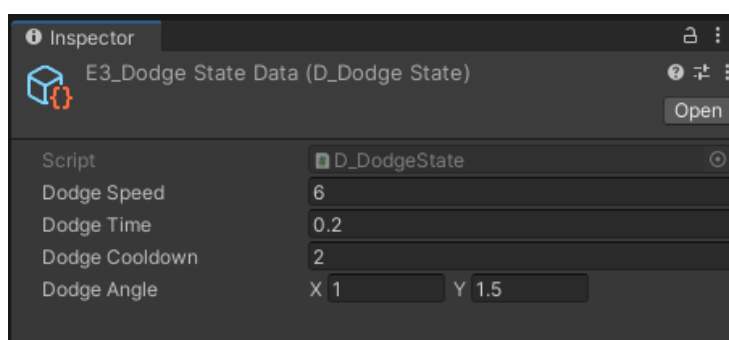 Inspector
E3_Dodge State Data (D_Dodge State)
Open
Script D_DodgeState
Dodge Speed 6
Dodge Time 0.2
Dodge Cooldown 2
Dodge Angle X 1 Y 1.5